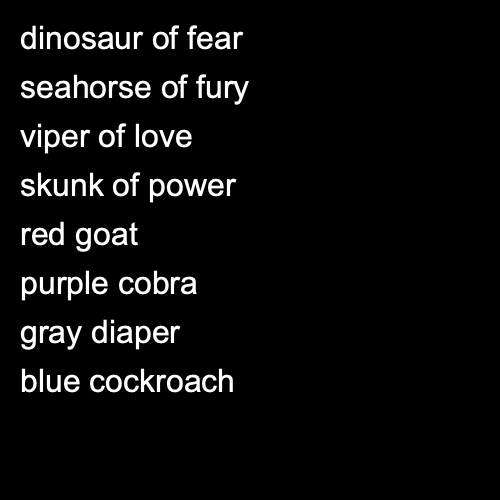 dinosaur of fear
seahorse of fury
viper of love
skunk of power
red goat
purple cobra
gray diaper
blue cockroach